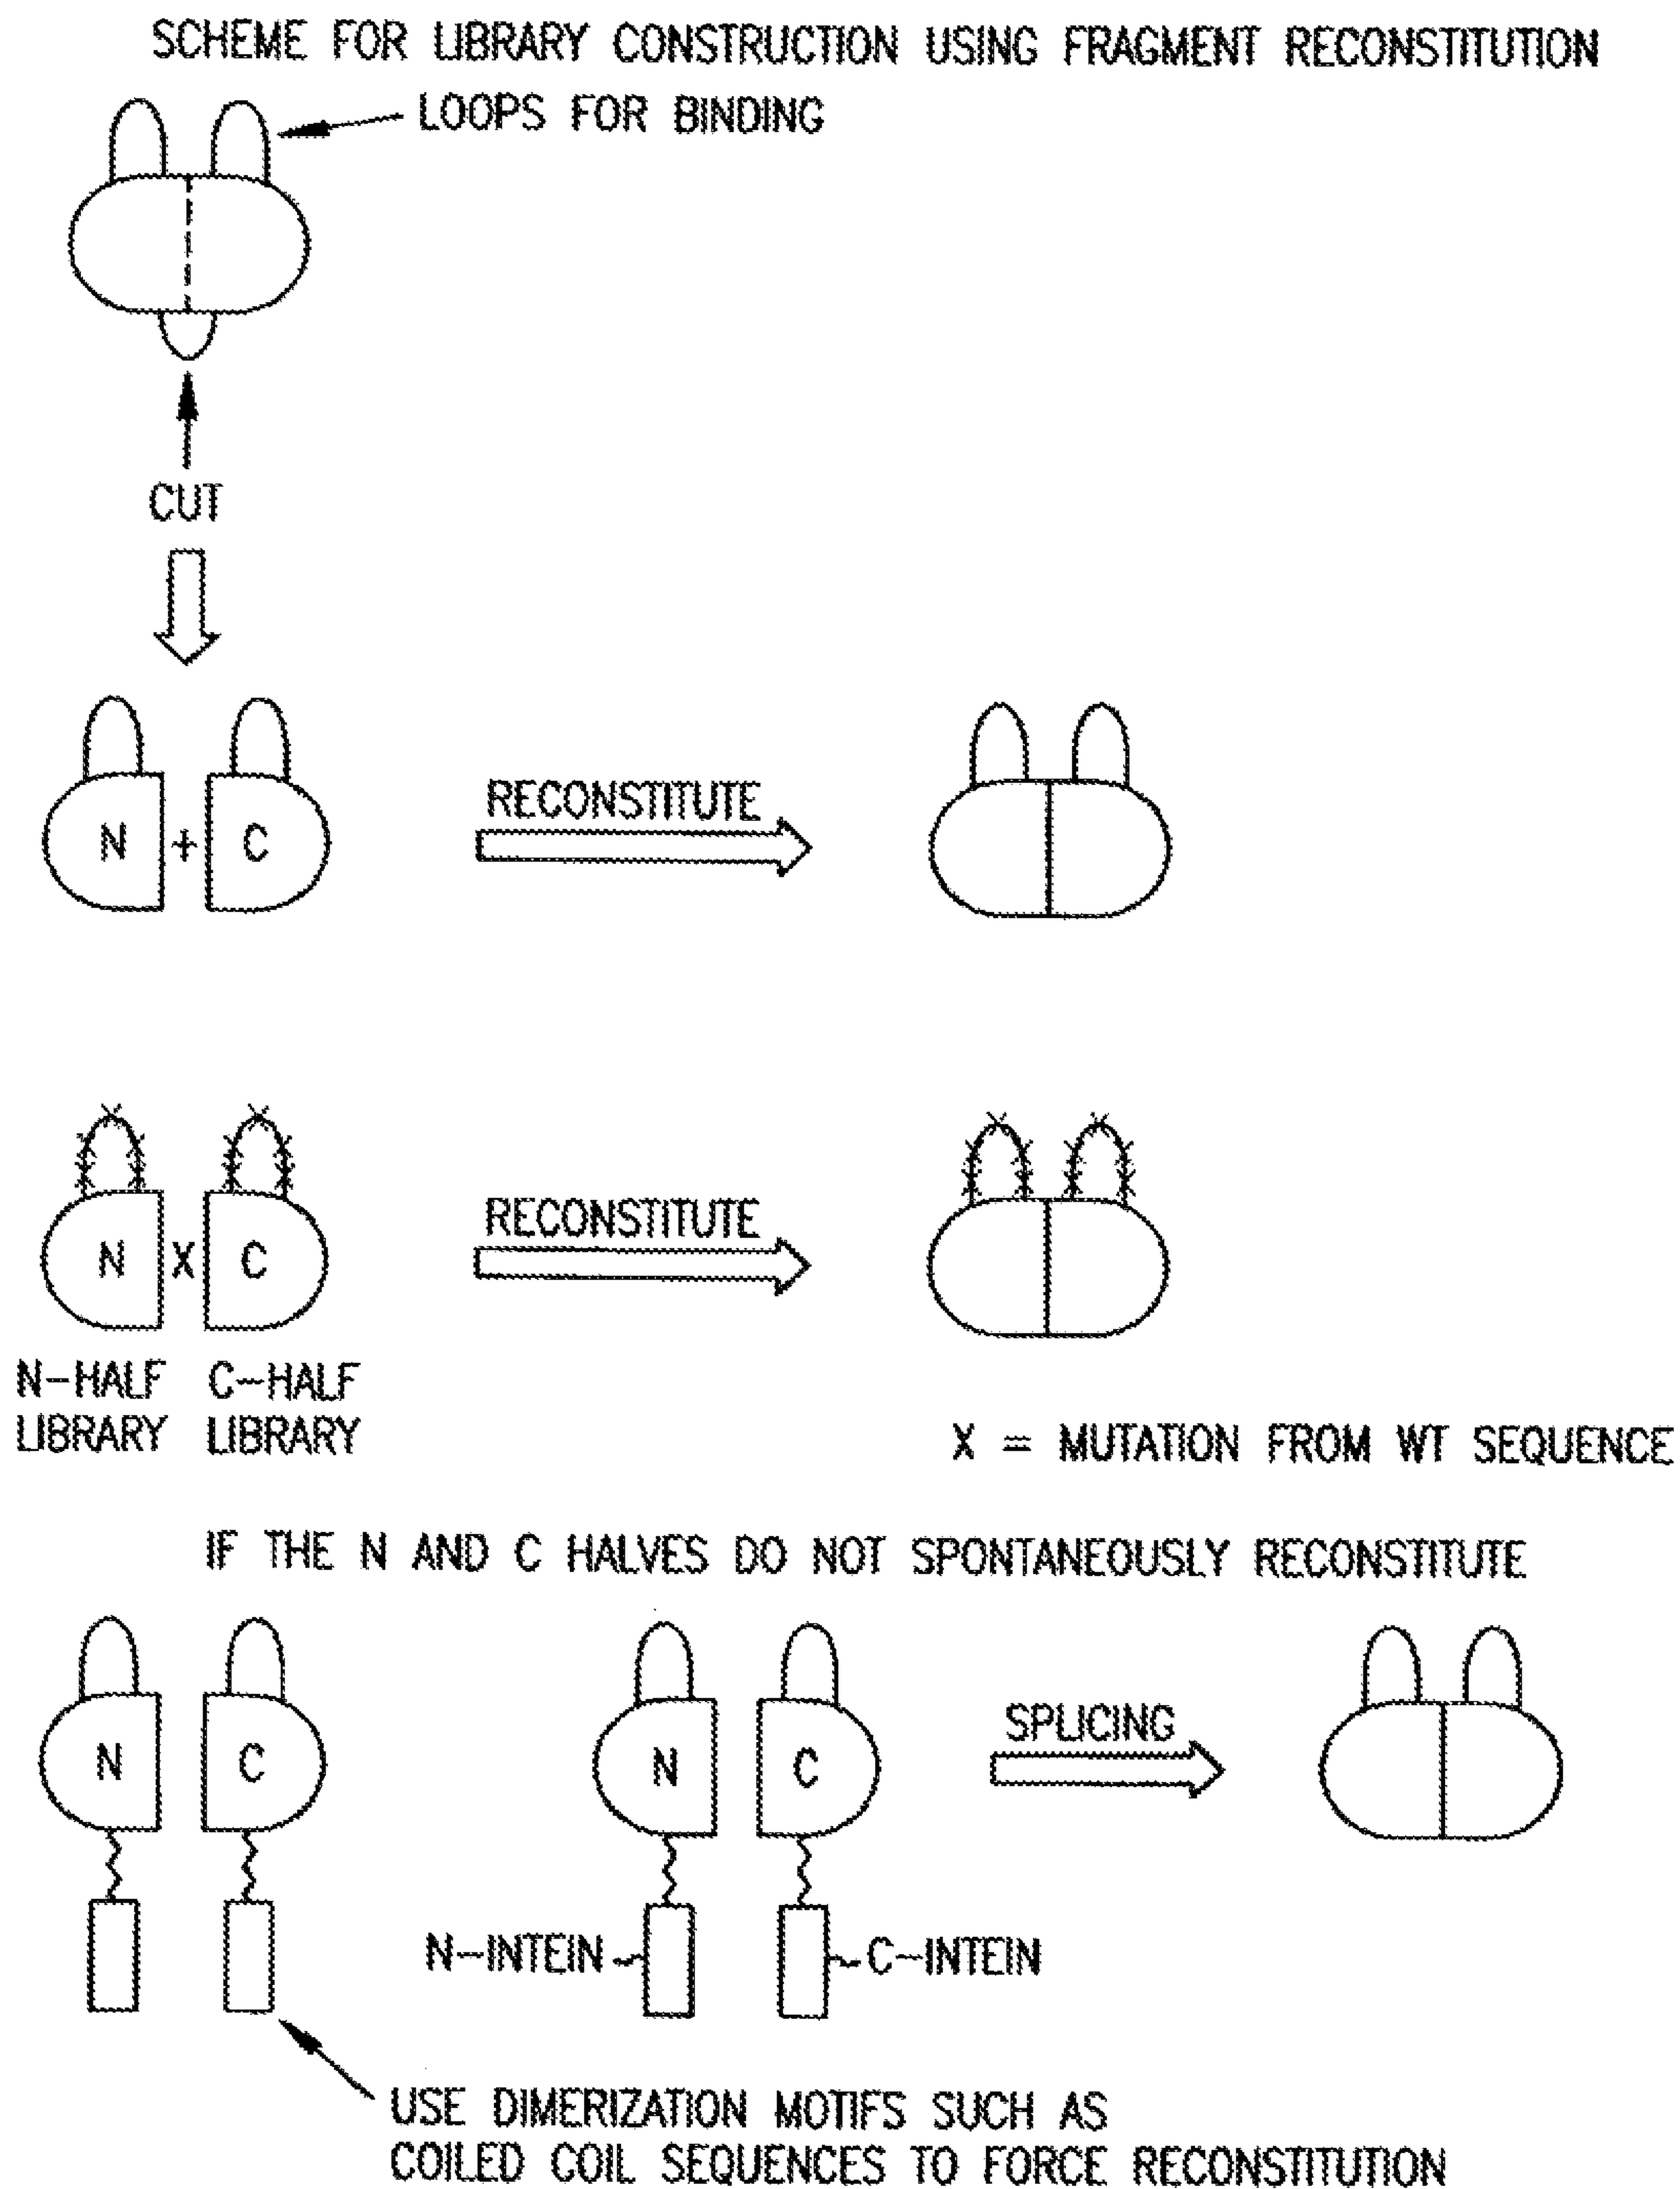 SCHEME FOR LIBRARY CONSTRUCTION USING FRAGMENT RECONSTITUTION
LOOPS FOR BINDING
CUT
N + C
RECONSTITUTE
N X C
RECONSTITUTE
N-HALF LIBRARY
C-HALF LIBRARY
X = MUTATION FROM WT SEQUENCE
IF THE N AND C HALVES DO NOT SPONTANEOUSLY RECONSTITUTE
N C
N C
SPLICING
N-INTEIN
C-INTEIN
USE DIMERIZATION MOTIFS SUCH AS
COILED COIL SEQUENCES TO FORCE RECONSTITUTION